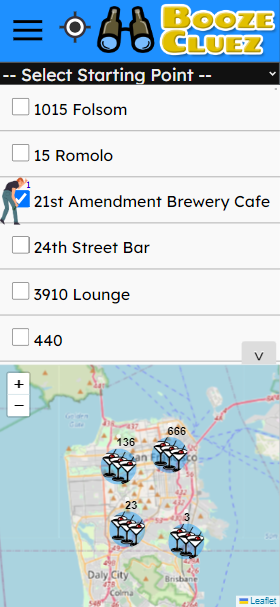 Booze
Cluez
-- Select Starting Point --
1015 Folsom
15 Romolo
1
21st Amendment Brewery Cafe
24th Street Bar
3910 Lounge
440
v
+
−
136
666
23
3
Daly City
Colma
Brisbane
Leaflet